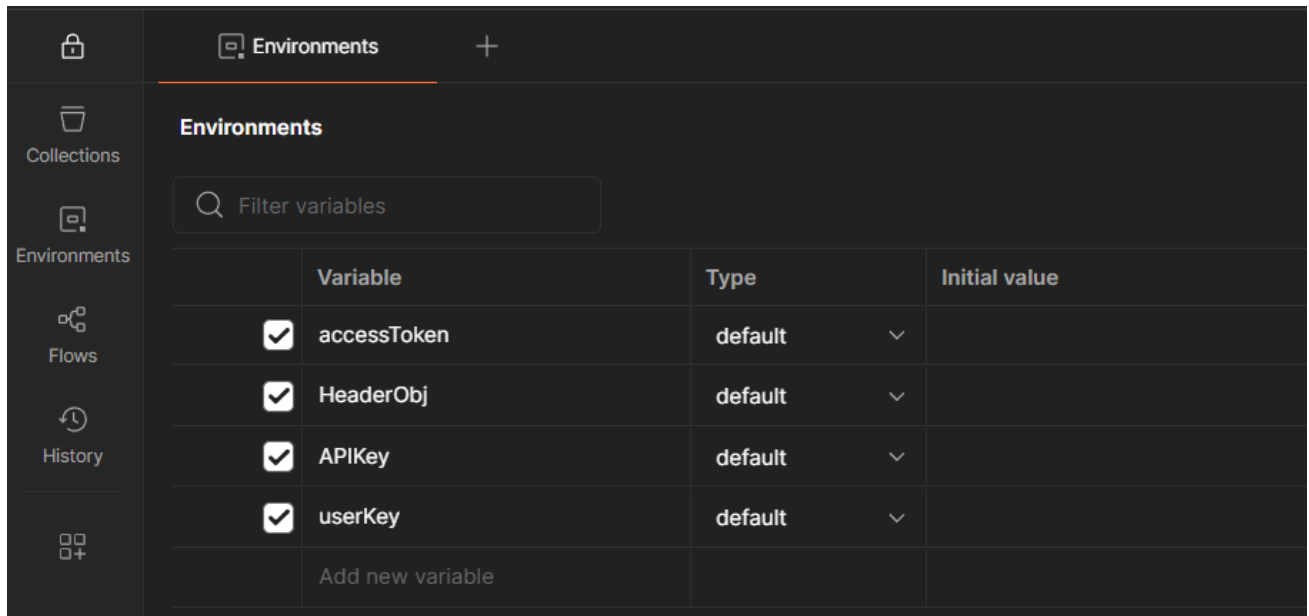 Environments
Collections
Environments
Flows
History
Environments
Filter variables
Variable Type Initial value
accessToken default
HeaderObj default
APIKey default
userKey default
Add new variable